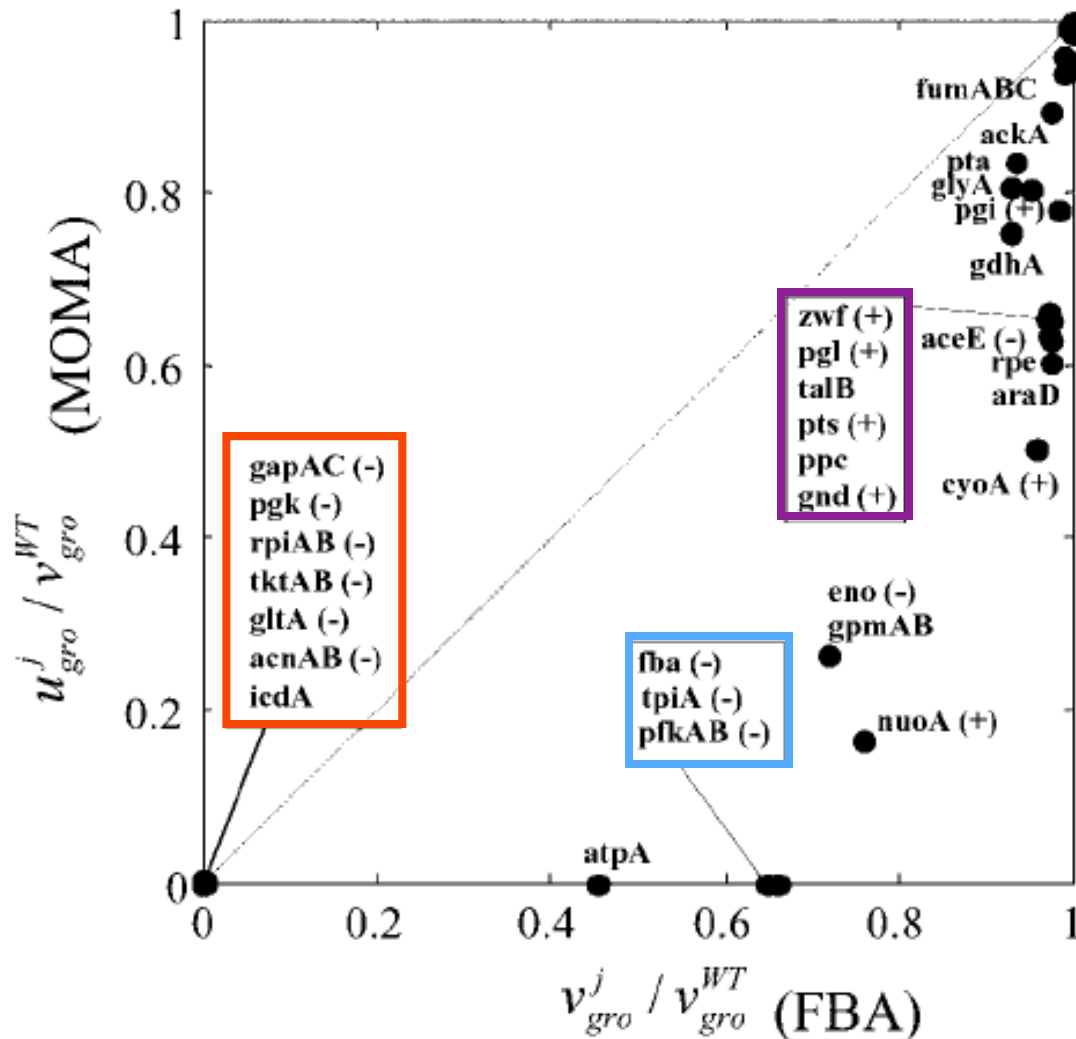 1
fumABC
ackA
pta
0.8
glyA
pgi (+)
gdhA
zwf (+)
pgl (+)
talB
pts (+)
ppc
gnd (+)
aceE (-)
rpe
araD
0.6
cyoA (+)
gapAC (-)
pgk (-)
rpiAB (-)
tktAB (-)
gltA (-)
acnAB (-)
icdA
0.4
eno (-)
gpmAB
fba (-)
tpiA (-)
pfkAB (-)
nuoA (+)
0.2
atpA
0
0 0.2 0.4 0.6 0.8 1
u^j_gro / v^WT_gro (MOMA)
v^j_gro / v^WT_gro (FBA)